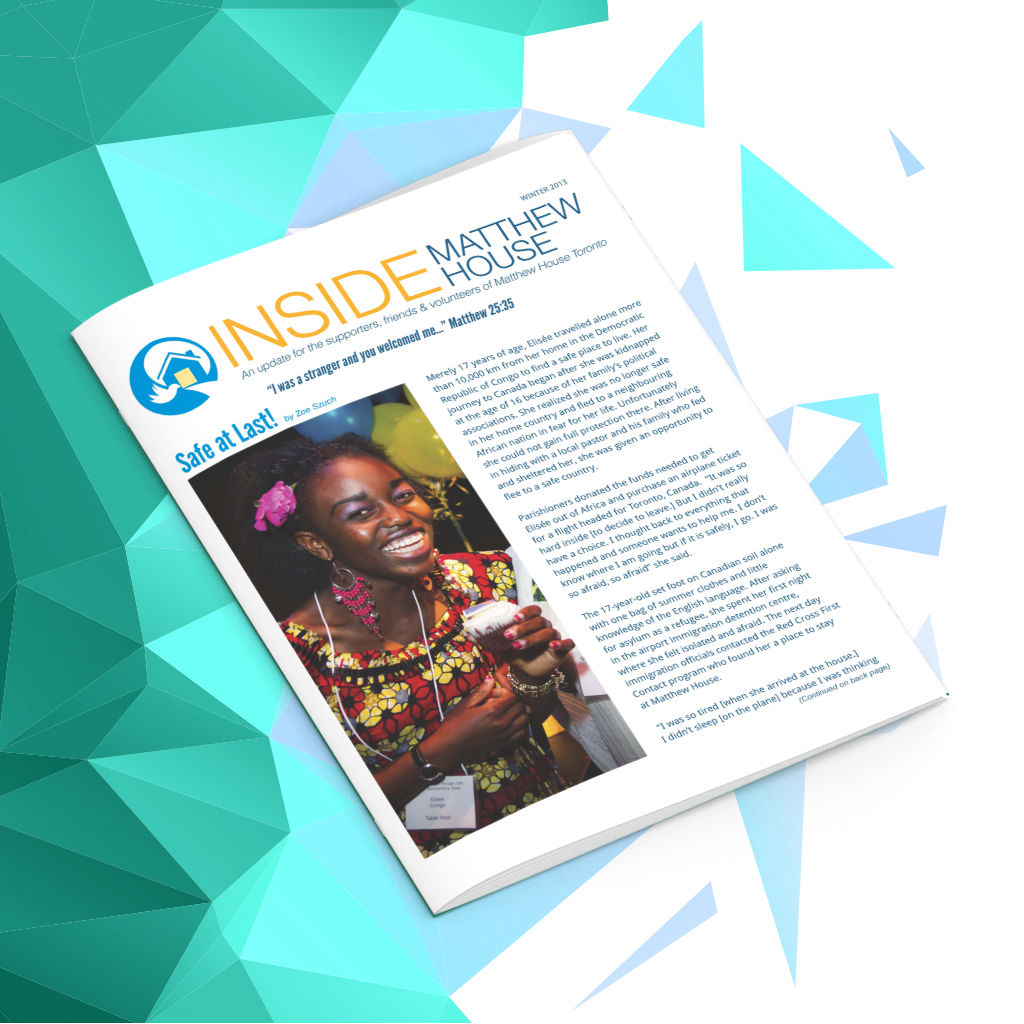 WINTER 2013
INSIDE MATTHEW HOUSE
An update for the supporters, friends & volunteers of Matthew House Toronto
"I was a stranger and you welcomed me..." Matthew 25:35
Safe at Last! by Zoe Szuch
Merely 17 years of age, Elisée travelled alone more
than 10,000 km from her home in the Democratic
Republic of Congo to find a safe place to live. Her
journey to Canada began after she was kidnapped
at the age of 16 because of her family's political
associations. She realized she was no longer safe
in her home country and fled to a neighbouring
African nation in fear for her life. Unfortunately
she could not gain full protection there. After living
in hiding with a local pastor and his family who fed
and sheltered her, she was given an opportunity to
flee to a safe country.
Parishioners donated the funds needed to get
Elisée out of Africa and purchase an airplane ticket
for a flight headed for Toronto, Canada. "It was so
hard inside [to decide to leave.] But I didn't really
have a choice. I thought back to everything that
happened and someone wants to help me. I don't
know where I am going but if it is safely, I go. I was
so afraid, so afraid" she said.
The 17-year-old set foot on Canadian soil alone
with one bag of summer clothes and little
knowledge of the English language. After asking
for asylum as a refugee, she spent her first night
in the airport immigration detention centre,
where she felt isolated and afraid. The next day
immigration officials contacted the Red Cross First
Contact program who found her a place to stay
at Matthew House.
"I was so tired [when she arrived at the house.]
I didn't sleep [on the plane] because I was thinking
(Continued on back page)
House 15th
Anniversary Gala
Elisée
Congo
Table Host